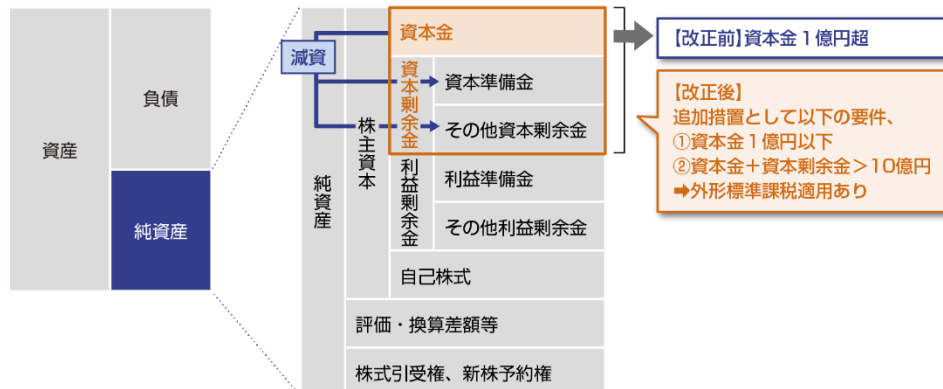 資産
負債
純資産
純資産
株主資本
減資
資本金
資本剰余金
資本準備金
その他資本剰余金
利益剰余金
利益準備金
その他利益剰余金
自己株式
評価・換算差額等
株式引受権、新株予約権
【改正前】資本金1億円超
【改正後】
追加措置として以下の要件、
①資本金1億円以下
②資本金+資本剰余金>10億円
➡外形標準課税適用あり